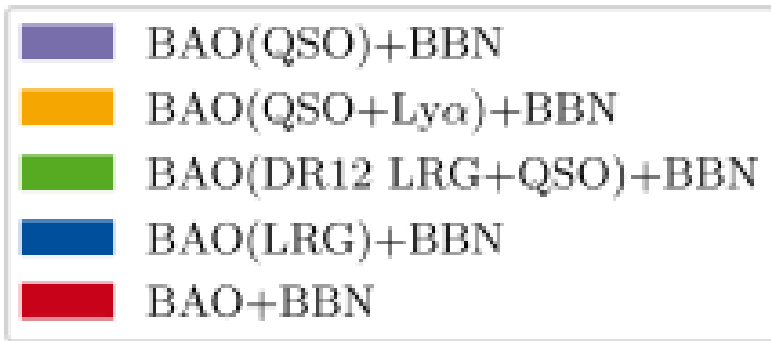 BAO(QSO)+BBN
BAO(QSO+Lyα)+BBN
BAO(DR12 LRG+QSO)+BBN
BAO(LRG)+BBN
BAO+BBN